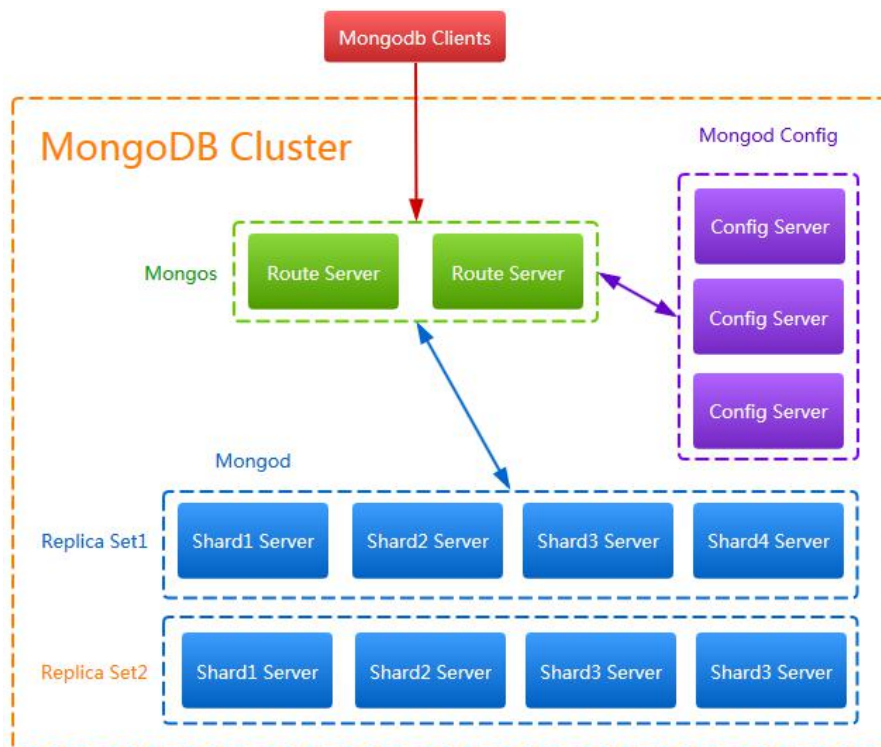 Mongodb Clients
MongoDB Cluster
Mongod Config
Config Server
Mongos
Route Server
Route Server
Config Server
Config Server
Mongod
Replica Set1
Shard1 Server
Shard2 Server
Shard3 Server
Shard4 Server
Replica Set2
Shard1 Server
Shard2 Server
Shard3 Server
Shard3 Server